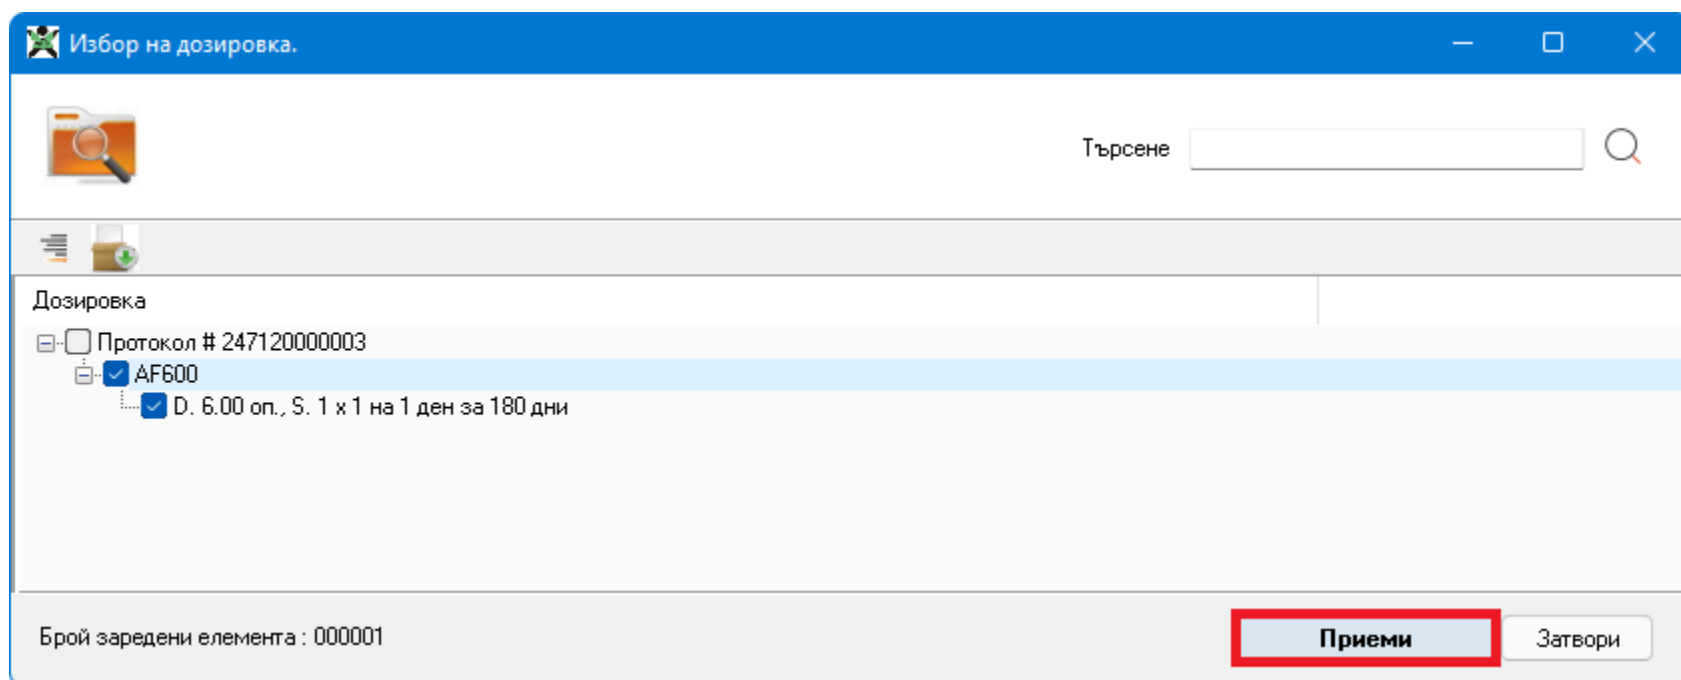 Избор на дозировка.
Търсене
Дозировка
Протокол # 247120000003
AF600
D. 6.00 оп., S. 1 x 1 на 1 ден за 180 дни
Брой заредени елемента : 000001
Приеми
Затвори